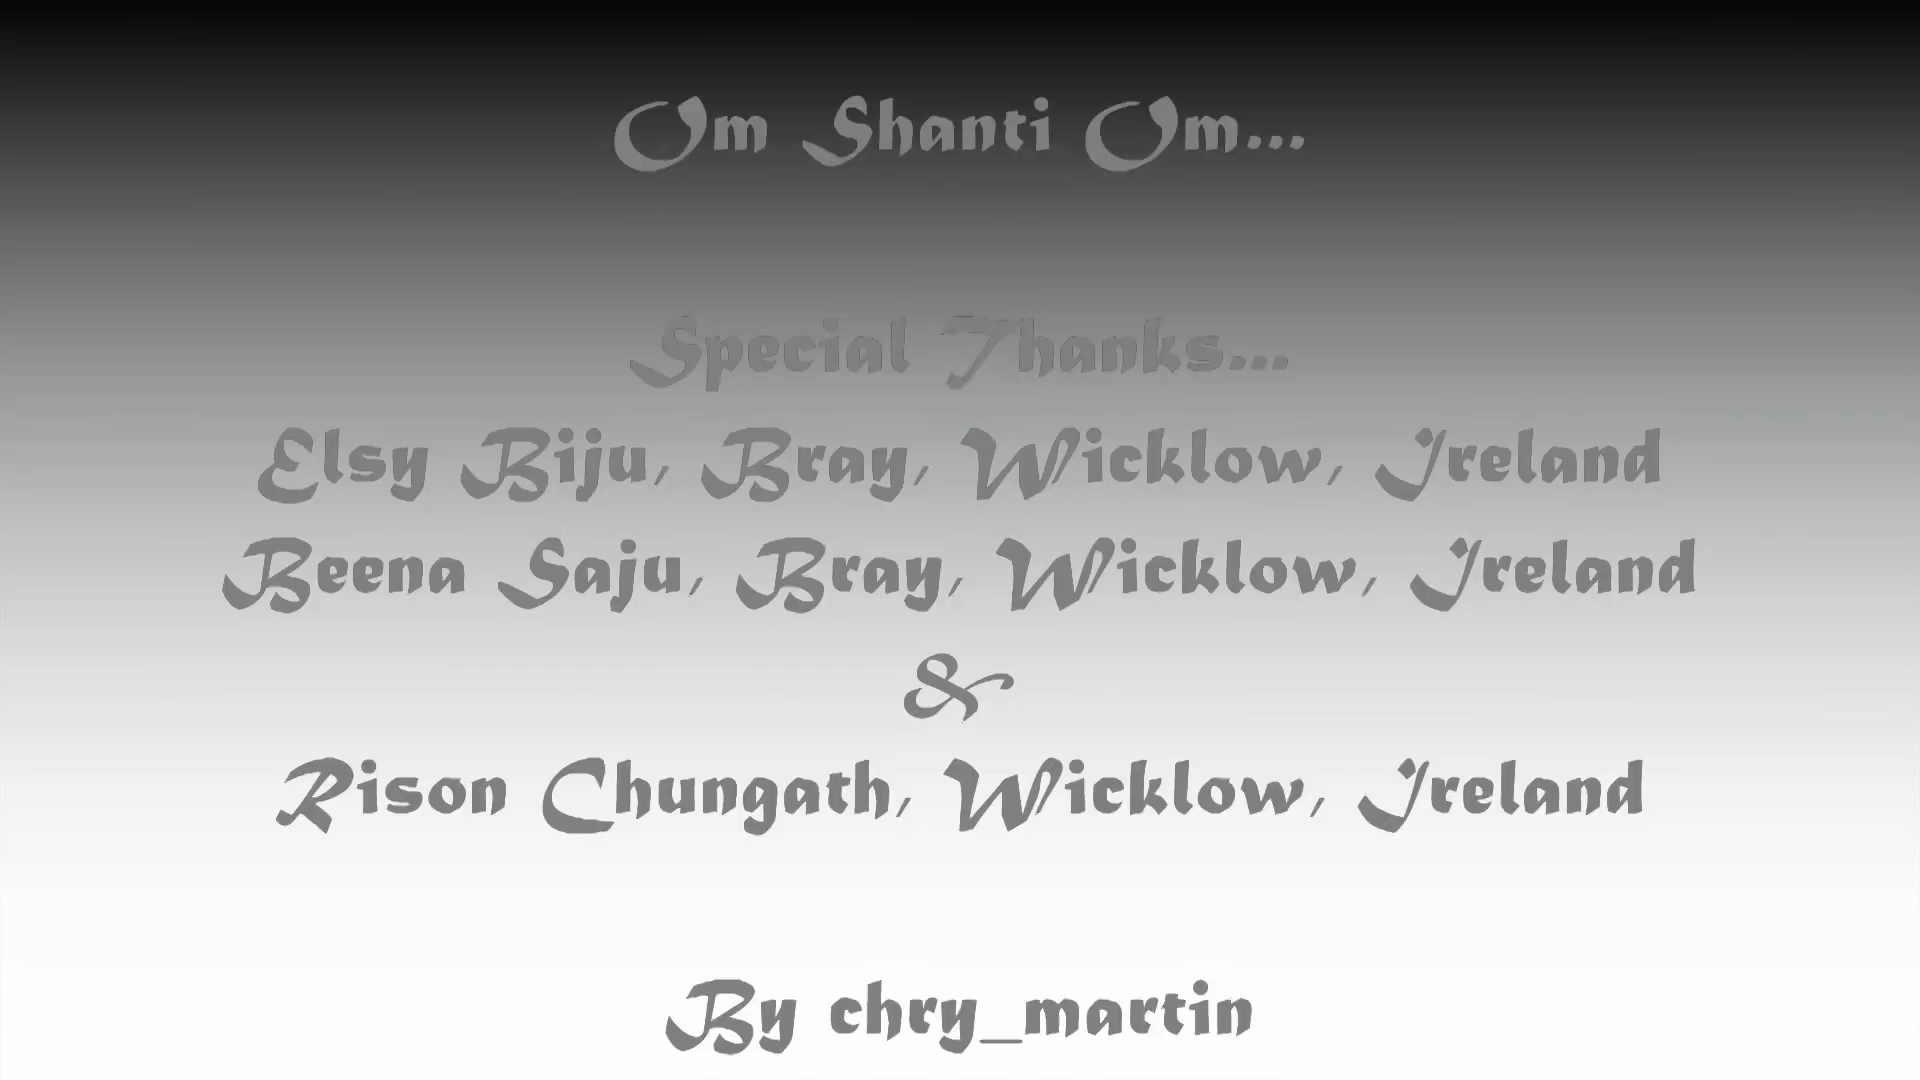 Om Shanti Om...
Special Thanks...
Elsy Biju, Bray, Wicklow, Ireland
Beena Saju, Bray, Wicklow, Ireland
&
Rison Chungath, Wicklow, Ireland
By chry_martin